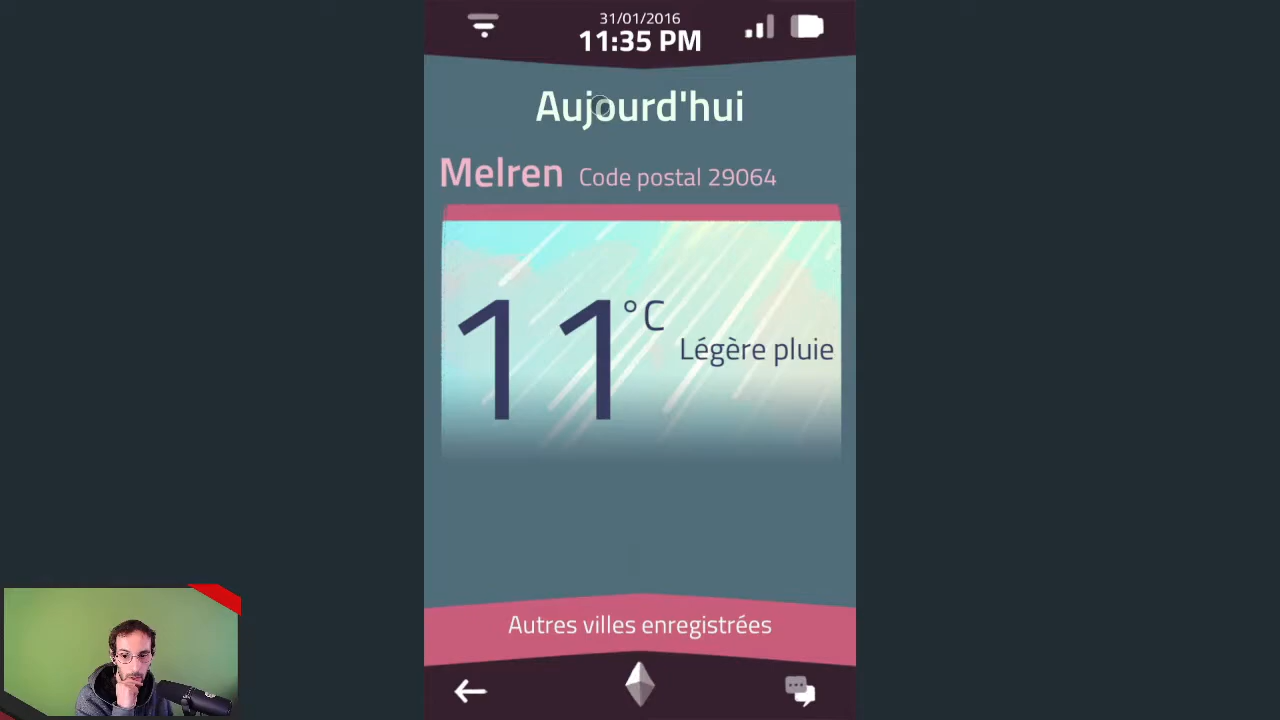 31/01/2016
11:35 PM
Aujourd'hui
Melren Code postal 29064
11 °C
Légère pluie
Autres villes enregistrées